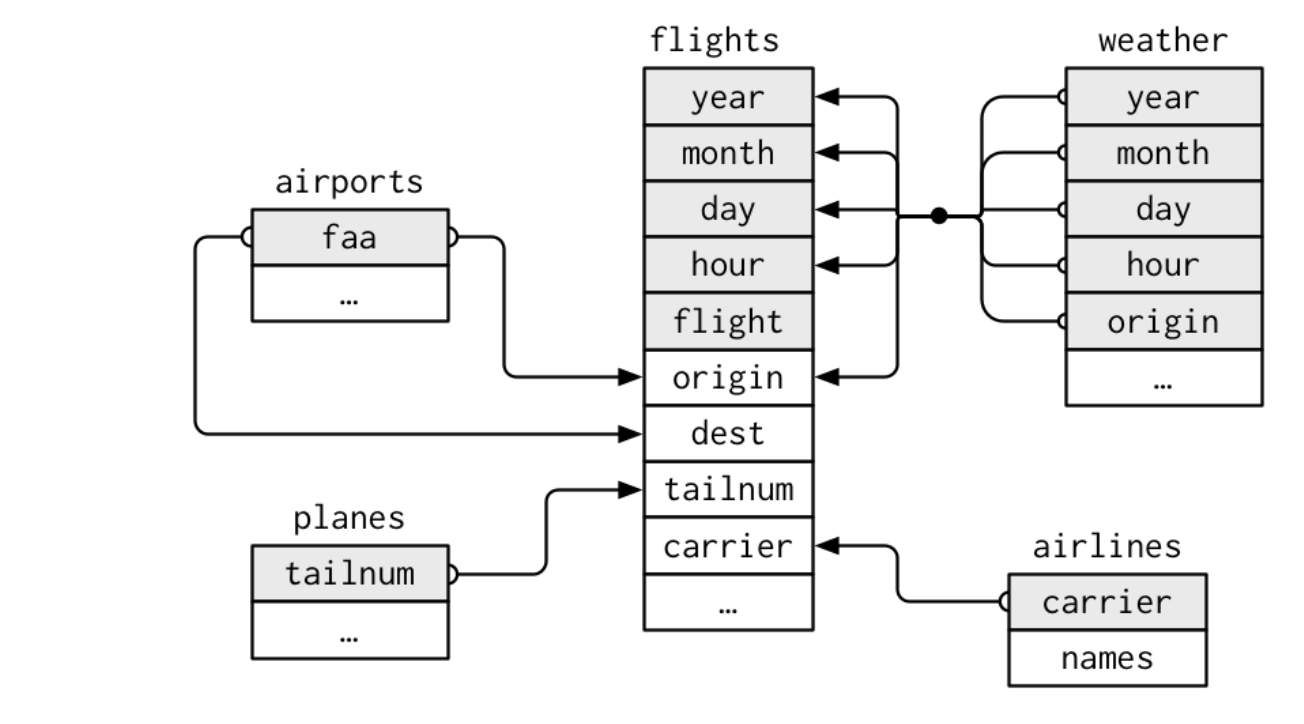 flights
year
month
day
hour
flight
origin
dest
tailnum
carrier
…
weather
year
month
day
hour
origin
…
airports
faa
…
planes
tailnum
…
airlines
carrier
names